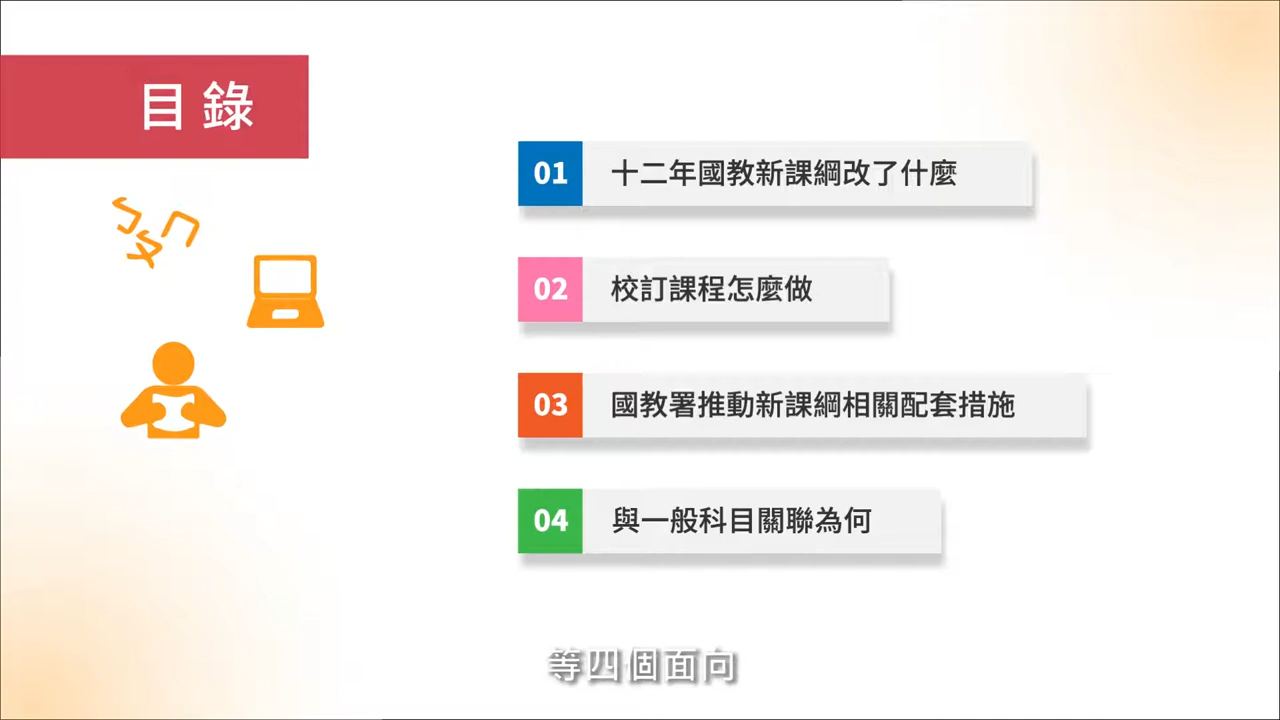 目錄
ㄅㄆㄇ
01 十二年國教新課綱改了什麼
02 校訂課程怎麼做
03 國教署推動新課綱相關配套措施
04 與一般科目關聯為何
等四個面向